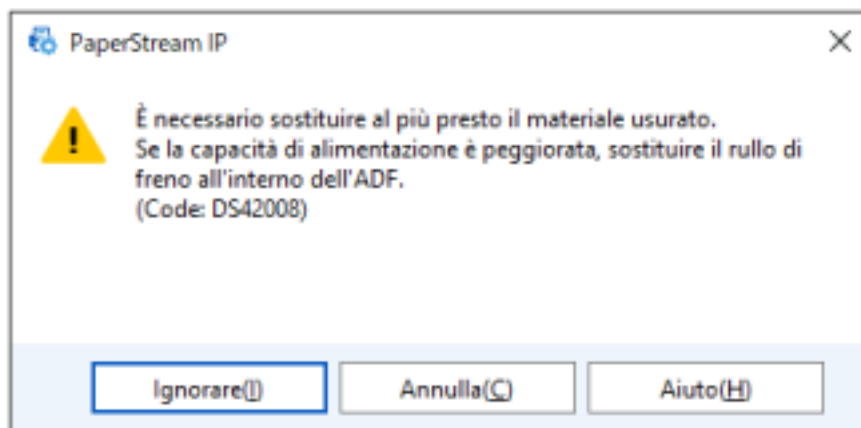 PaperStream IP
È necessario sostituire al più presto il materiale usurato.
Se la capacità di alimentazione è peggiorata, sostituire il rullo di
freno all'interno dell'ADF.
(Code: DS42008)
Ignorare(I) Annulla(C) Aiuto(H)